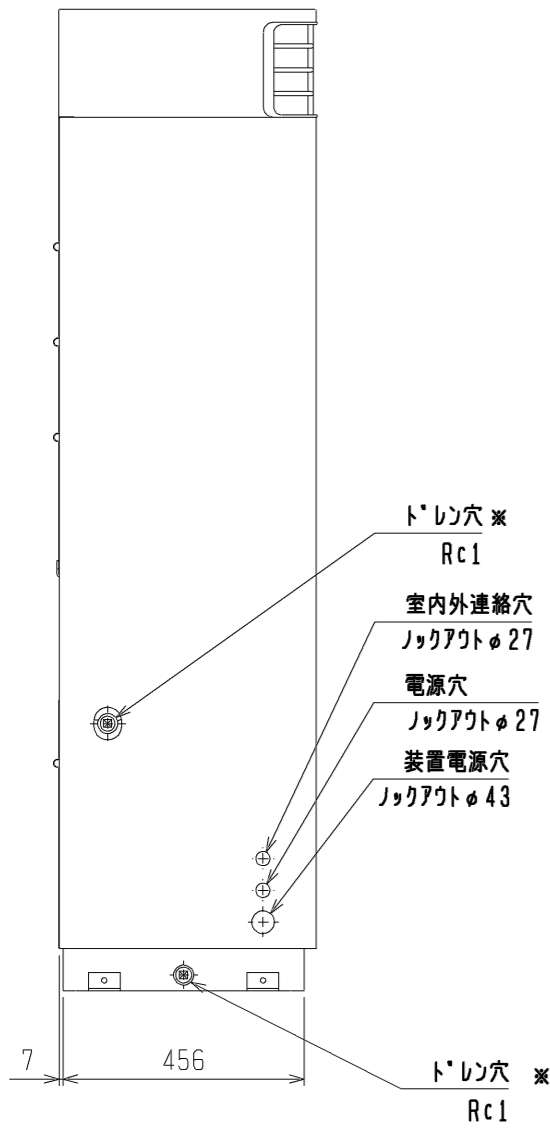 ドレン穴 ※
Rc1
室内外連絡穴
ノックアウトφ27
電源穴
ノックアウトφ27
装置電源穴
ノックアウトφ43
7
456
ドレン穴 ※
Rc1